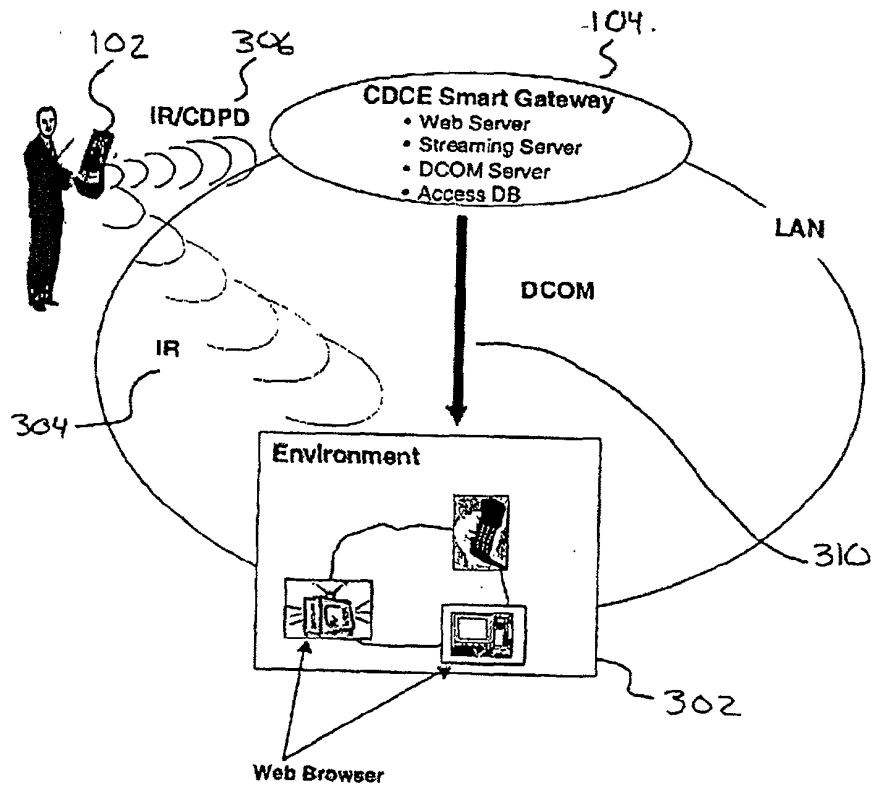 102
306
104.
IR/CDPD
CDCE Smart Gateway
• Web Server
• Streaming Server
• DCOM Server
• Access DB
LAN
DCOM
IR
304
Environment
310
302
Web Browser